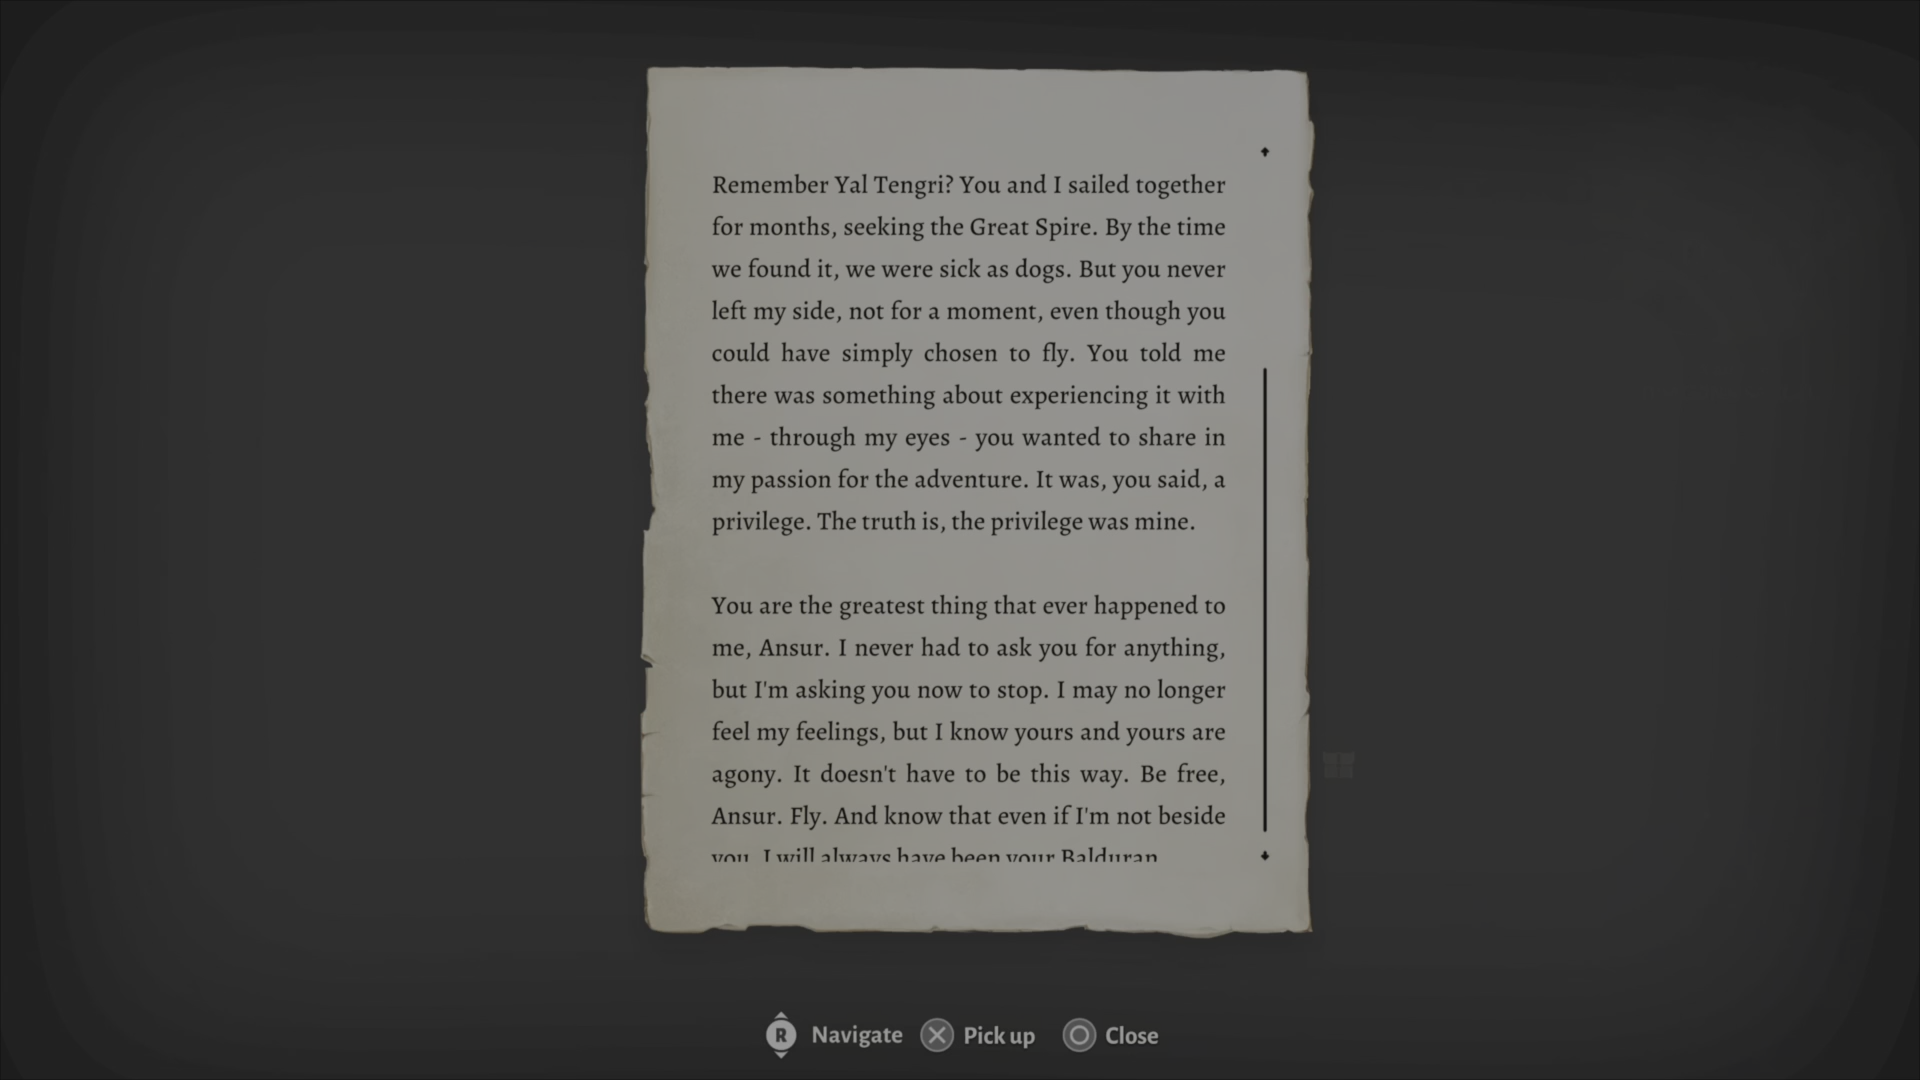 Remember Yal Tengri? You and I sailed together
for months, seeking the Great Spire. By the time
we found it, we were sick as dogs. But you never
left my side, not for a moment, even though you
could have simply chosen to fly. You told me
there was something about experiencing it with
me - through my eyes - you wanted to share in
my passion for the adventure. It was, you said, a
privilege. The truth is, the privilege was mine.
You are the greatest thing that ever happened to
me, Ansur. I never had to ask you for anything,
but I'm asking you now to stop. I may no longer
feel my feelings, but I know yours and yours are
agony. It doesn't have to be this way. Be free,
Ansur. Fly. And know that even if I'm not beside
you, I will always have been your Balduran
R Navigate Pick up Close